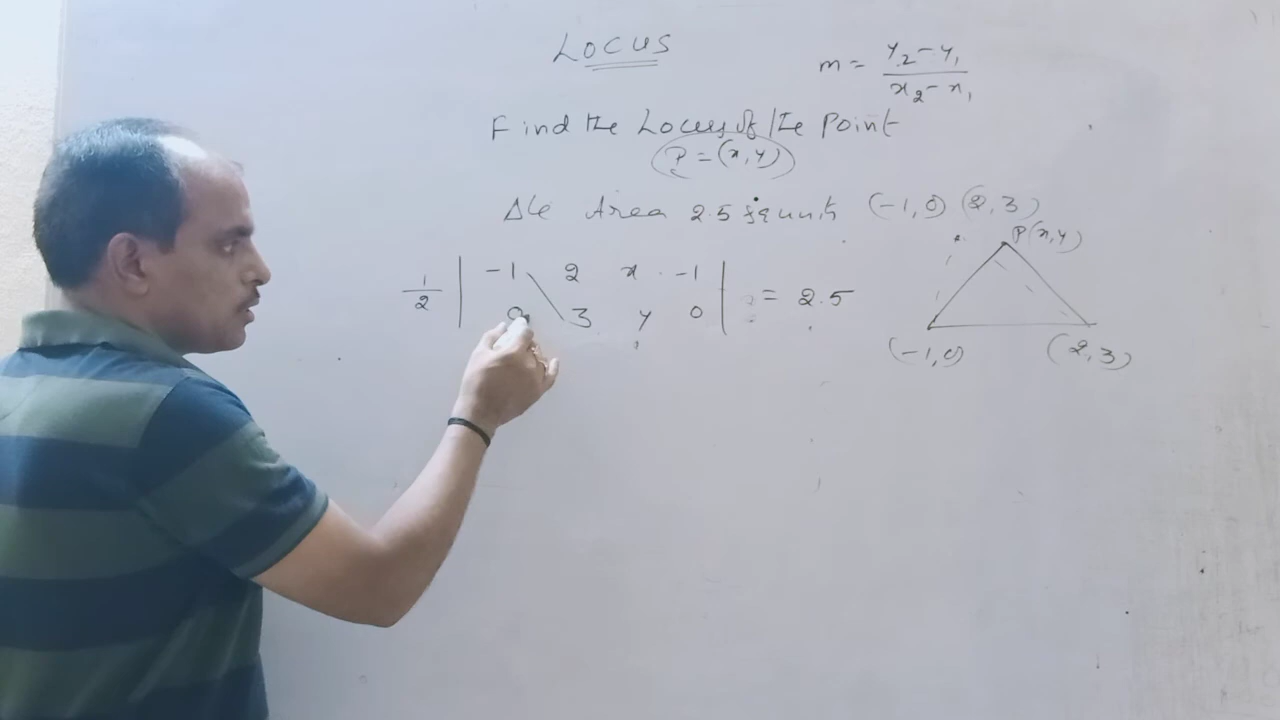 Locus
m = y₂ - y₁ / x₂ - x₁
Find the Locus of the Point
P = (x, y)
Δle Area 2.5 sq units (-1, 0) (2, 3)
P(x, y)
1/2 | -1 2 x -1 | = 2.5
0 3 y 0
(-1, 0) (2, 3)